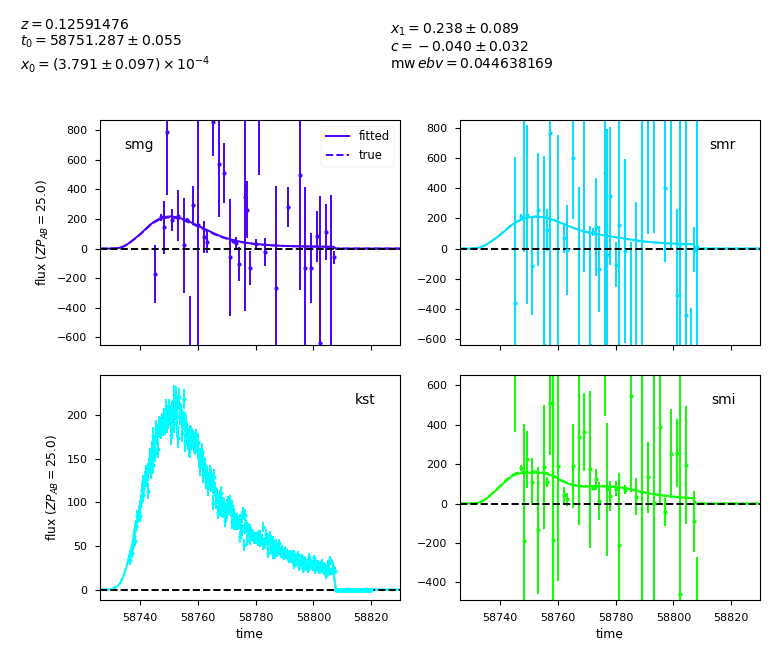 z = 0.12591476
t₀ = 58751.287 ± 0.055
x₀ = (3.791 ± 0.097) × 10⁻⁴
x₁ = 0.238 ± 0.089
c = −0.040 ± 0.032
mw ebv = 0.044638169
smg
fitted
true
800
600
400
200
0
−200
−400
−600
flux (ZP_AB = 25.0)
smr
800
600
400
200
0
−200
−400
−600
kst
200
150
100
50
0
flux (ZP_AB = 25.0)
58740 58760 58780 58800 58820
time
smi
600
400
200
0
−200
−400
58740 58760 58780 58800 58820
time